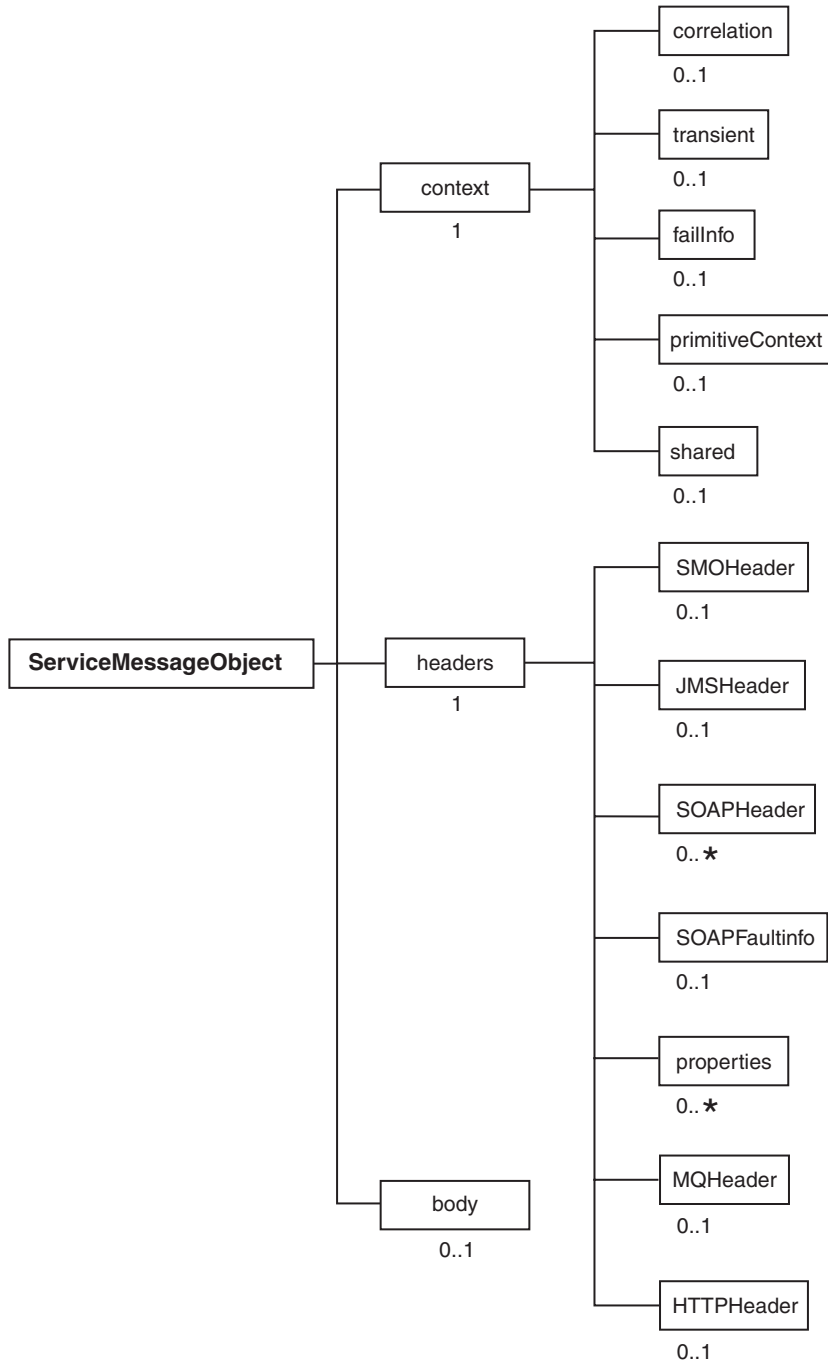 correlation
0..1
transient
0..1
context
1
failInfo
0..1
primitiveContext
0..1
shared
0..1
SMOHeader
0..1
ServiceMessageObject
headers
1
JMSHeader
0..1
SOAPHeader
0..*
SOAPFaultinfo
0..1
properties
0..*
MQHeader
0..1
body
0..1
HTTPHeader
0..1